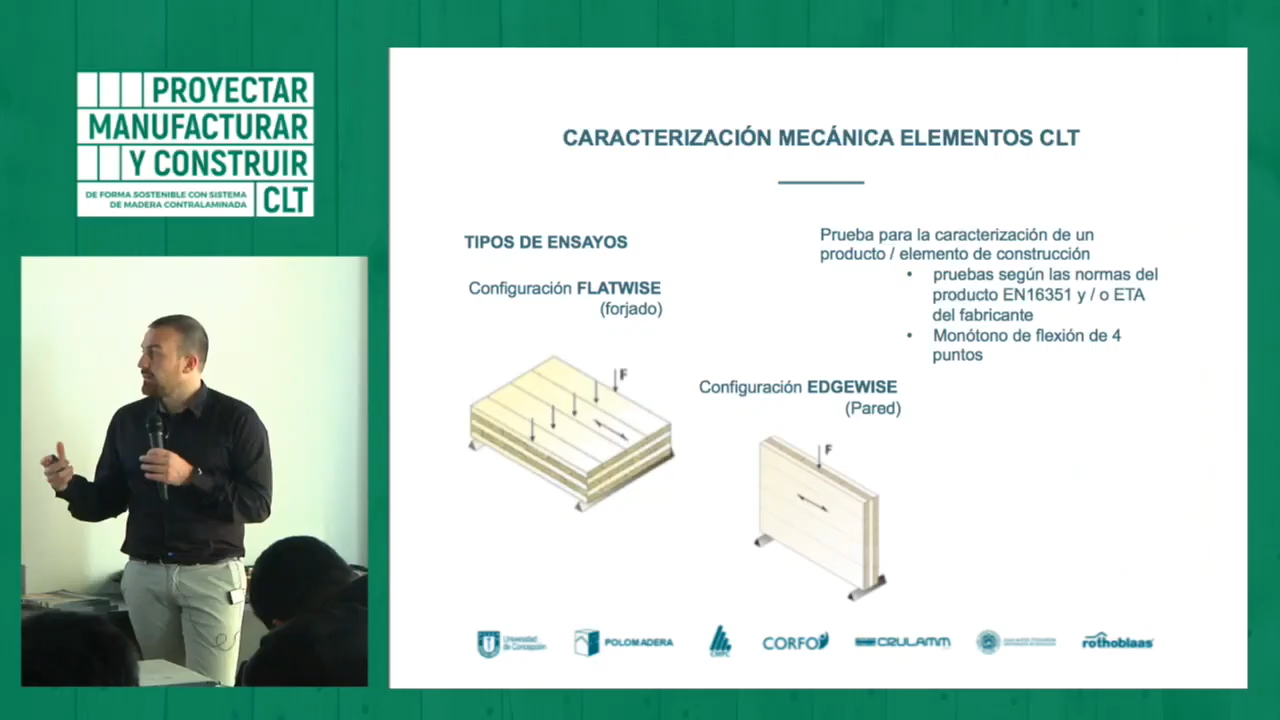 PROYECTAR
MANUFACTURAR
Y CONSTRUIR
DE FORMA SOSTENIBLE CON SISTEMA
DE MADERA CONTRALAMINADA
CLT
CARACTERIZACIÓN MECÁNICA ELEMENTOS CLT
TIPOS DE ENSAYOS
Configuración FLATWISE
(forjado)
F
Prueba para la caracterización de un
producto / elemento de construcción
• pruebas según las normas del
producto EN16351 y / o ETA
del fabricante
• Monótono de flexión de 4
puntos
Configuración EDGEWISE
(Pared)
F
Universidad
de Concepción
POLOMADERA
CMPC
CORFO
CRULAMM
rothoblaas